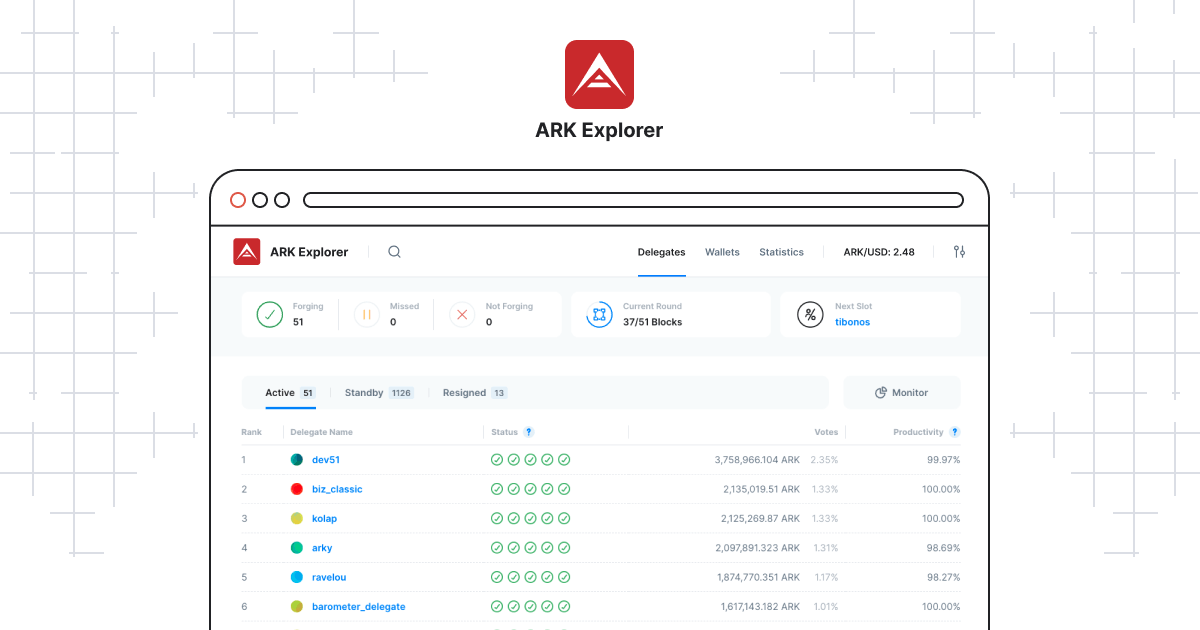 ARK Explorer
ARK Explorer Delegates Wallets Statistics ARK/USD: 2.48
Forging Missed Not Forging Current Round Next Slot
51 0 0 37/51 Blocks tibonos
Active 51 Standby 1126 Resigned 13 Monitor
Rank Delegate Name Status ? Votes Productivity ?
1 dev51 3,758,966.104 ARK 2.35% 99.97%
2 biz_classic 2,135,019.51 ARK 1.33% 100.00%
3 kolap 2,125,269.87 ARK 1.33% 100.00%
4 arky 2,097,891.323 ARK 1.31% 98.69%
5 ravelou 1,874,770.351 ARK 1.17% 98.27%
6 barometer_delegate 1,617,143.182 ARK 1.01% 100.00%